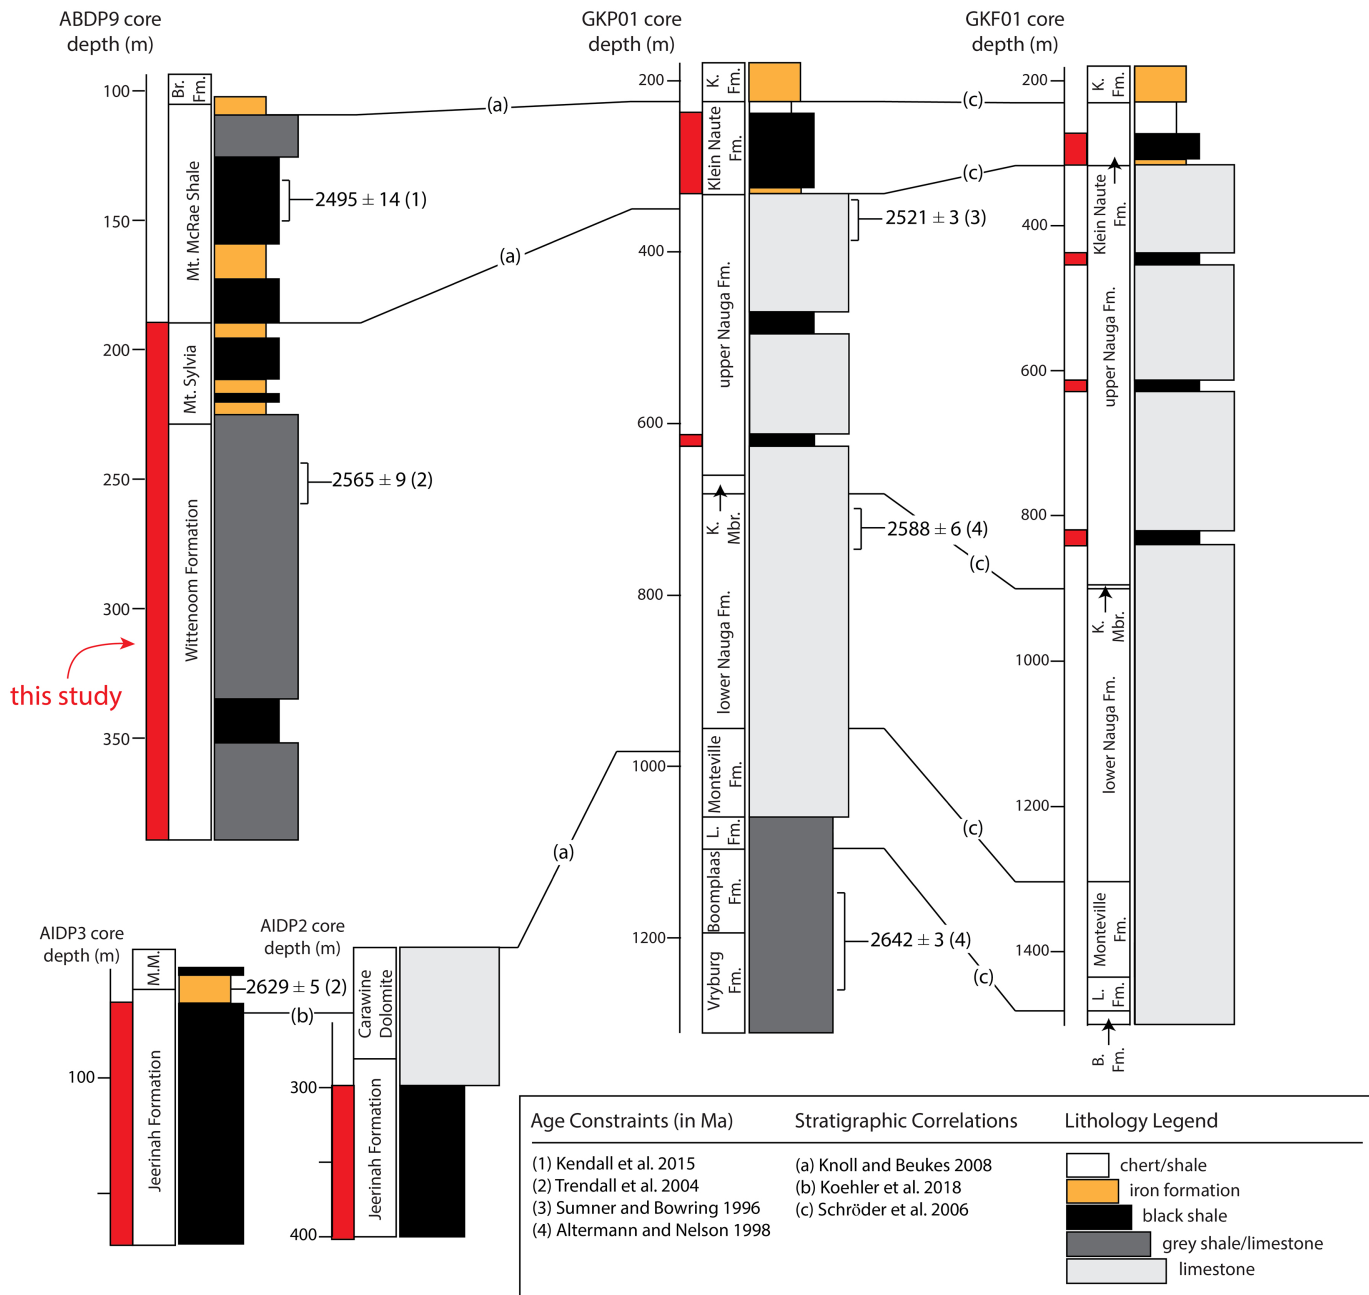 ABDP9 core
depth (m)
100
150
200
250
300
350
Br.
Fm.
Mt. McRae Shale
Mt. Sylvia
Wittenoom Formation
2495 ± 14 (1)
2565 ± 9 (2)
this study
(a)
(a)
GKP01 core
depth (m)
200
400
600
800
1000
1200
K.
Fm.
Klein Naute
Fm.
upper Nauga Fm.
K.
Mbr.
lower Nauga Fm.
Monteville
Fm.
L.
Fm.
Boomplaas
Fm.
Vryburg
Fm.
2521 ± 3 (3)
2588 ± 6 (4)
2642 ± 3 (4)
(c)
(c)
(c)
(c)
(c)
GKF01 core
depth (m)
200
400
600
800
1000
1200
1400
K.
Fm.
Klein Naute
Fm.
upper Nauga Fm.
K.
Mbr.
lower Nauga Fm.
Monteville
Fm.
L.
Fm.
B.
Fm.
AIDP3 core
depth (m)
100
M.M.
Jeerinah Formation
2629 ± 5 (2)
(b)
AIDP2 core
depth (m)
300
400
Carawine
Dolomite
Jeerinah Formation
(a)
Age Constraints (in Ma)
(1) Kendall et al. 2015
(2) Trendall et al. 2004
(3) Sumner and Bowring 1996
(4) Altermann and Nelson 1998
Stratigraphic Correlations
(a) Knoll and Beukes 2008
(b) Koehler et al. 2018
(c) Schröder et al. 2006
Lithology Legend
chert/shale
iron formation
black shale
grey shale/limestone
limestone